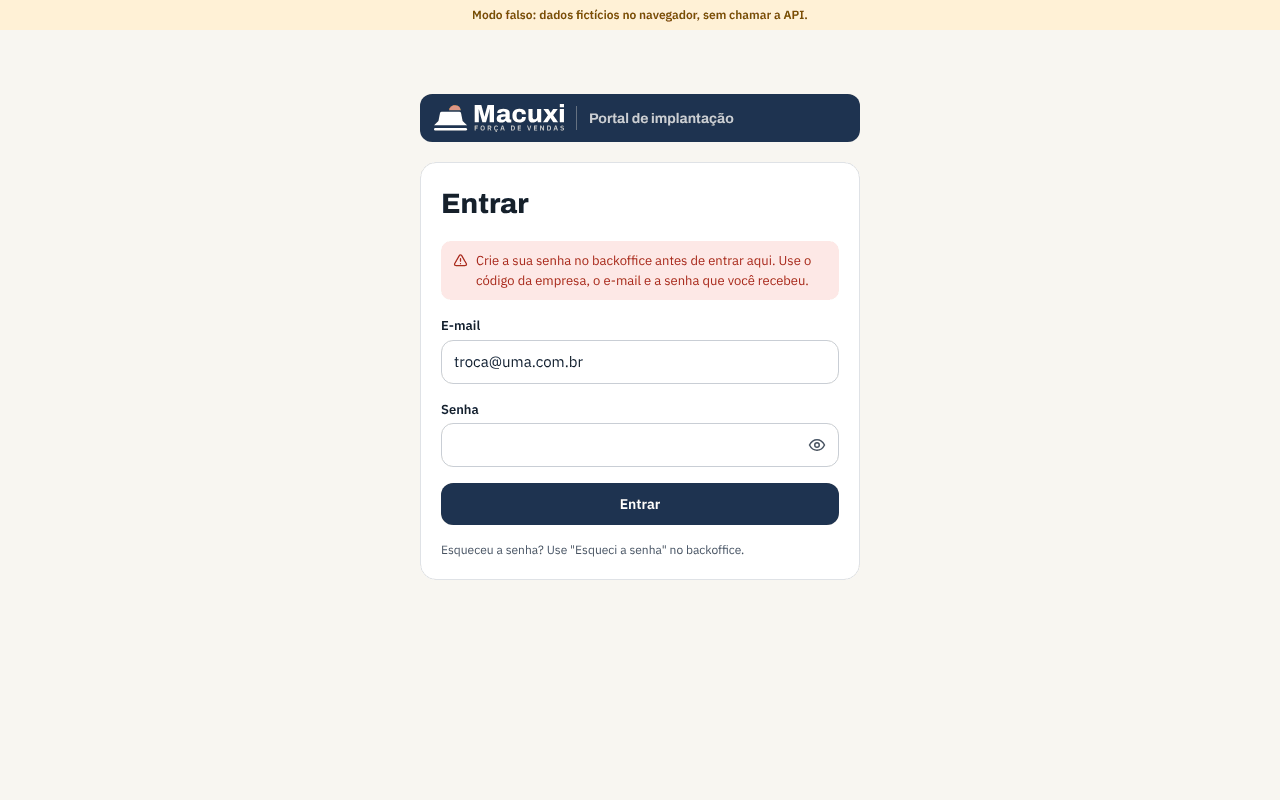 Modo falso: dados fictícios no navegador, sem chamar a API.
Macuxi
FORÇA DE VENDAS
Portal de implantação
Entrar
Crie a sua senha no backoffice antes de entrar aqui. Use o
código da empresa, o e-mail e a senha que você recebeu.
E-mail
troca@uma.com.br
Senha
Entrar
Esqueceu a senha? Use "Esqueci a senha" no backoffice.